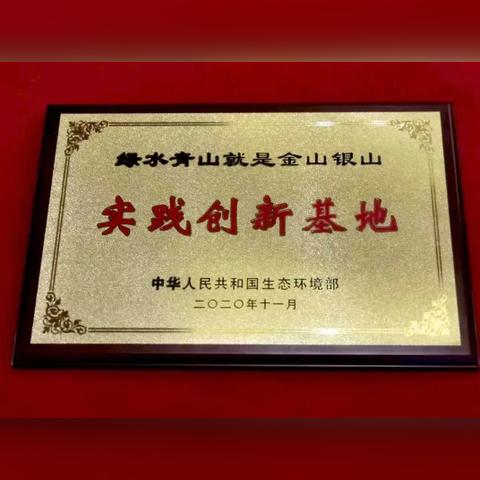 绿水青山就是金山银山
实践创新基地
中华人民共和国生态环境部
二〇二〇年十一月